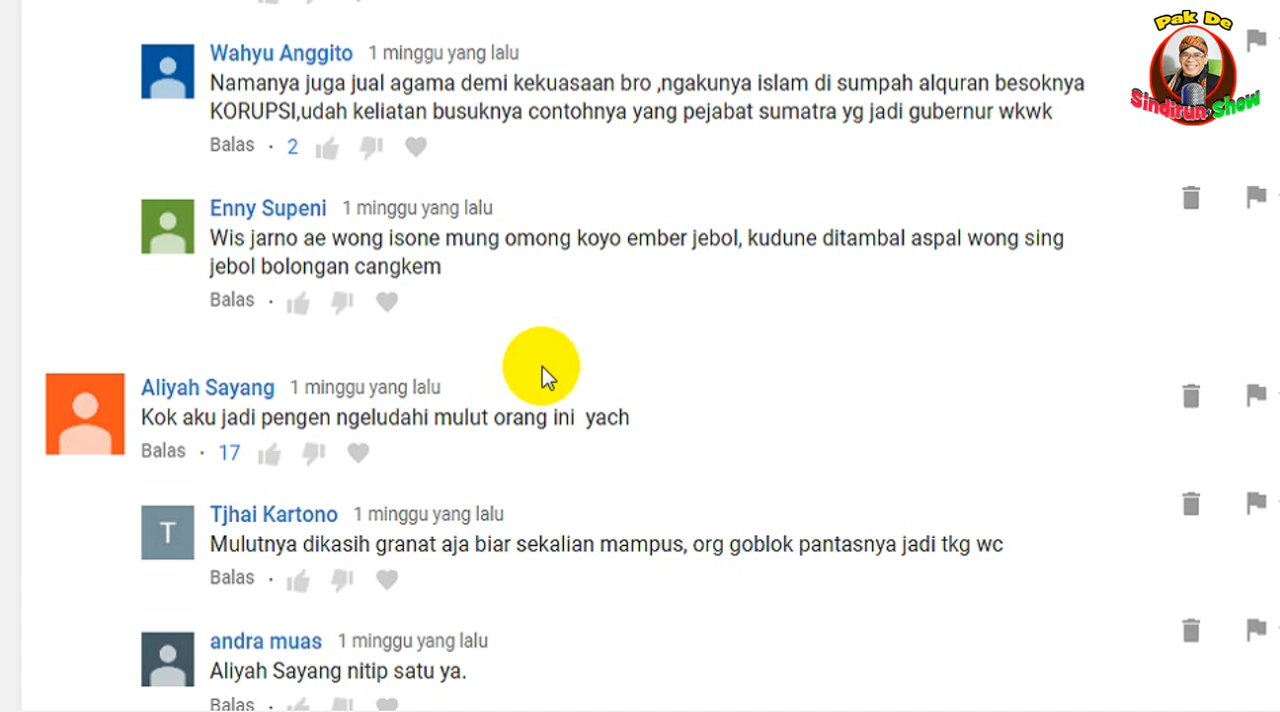 Pak De
Sindirun Show
Wahyu Anggito 1 minggu yang lalu
Namanya juga jual agama demi kekuasaan bro ,ngakunya islam di sumpah alquran besoknya
KORUPSI,udah keliatan busuknya contohnya yang pejabat sumatra yg jadi gubernur wkwk
Balas · 2
Enny Supeni 1 minggu yang lalu
Wis jarno ae wong isone mung omong koyo ember jebol, kudune ditambal aspal wong sing
jebol bolongan cangkem
Balas ·
Aliyah Sayang 1 minggu yang lalu
Kok aku jadi pengen ngeludahi mulut orang ini yach
Balas · 17
T
Tjhai Kartono 1 minggu yang lalu
Mulutnya dikasih granat aja biar sekalian mampus, org goblok pantasnya jadi tkg wc
Balas ·
andra muas 1 minggu yang lalu
Aliyah Sayang nitip satu ya.
Balas ·